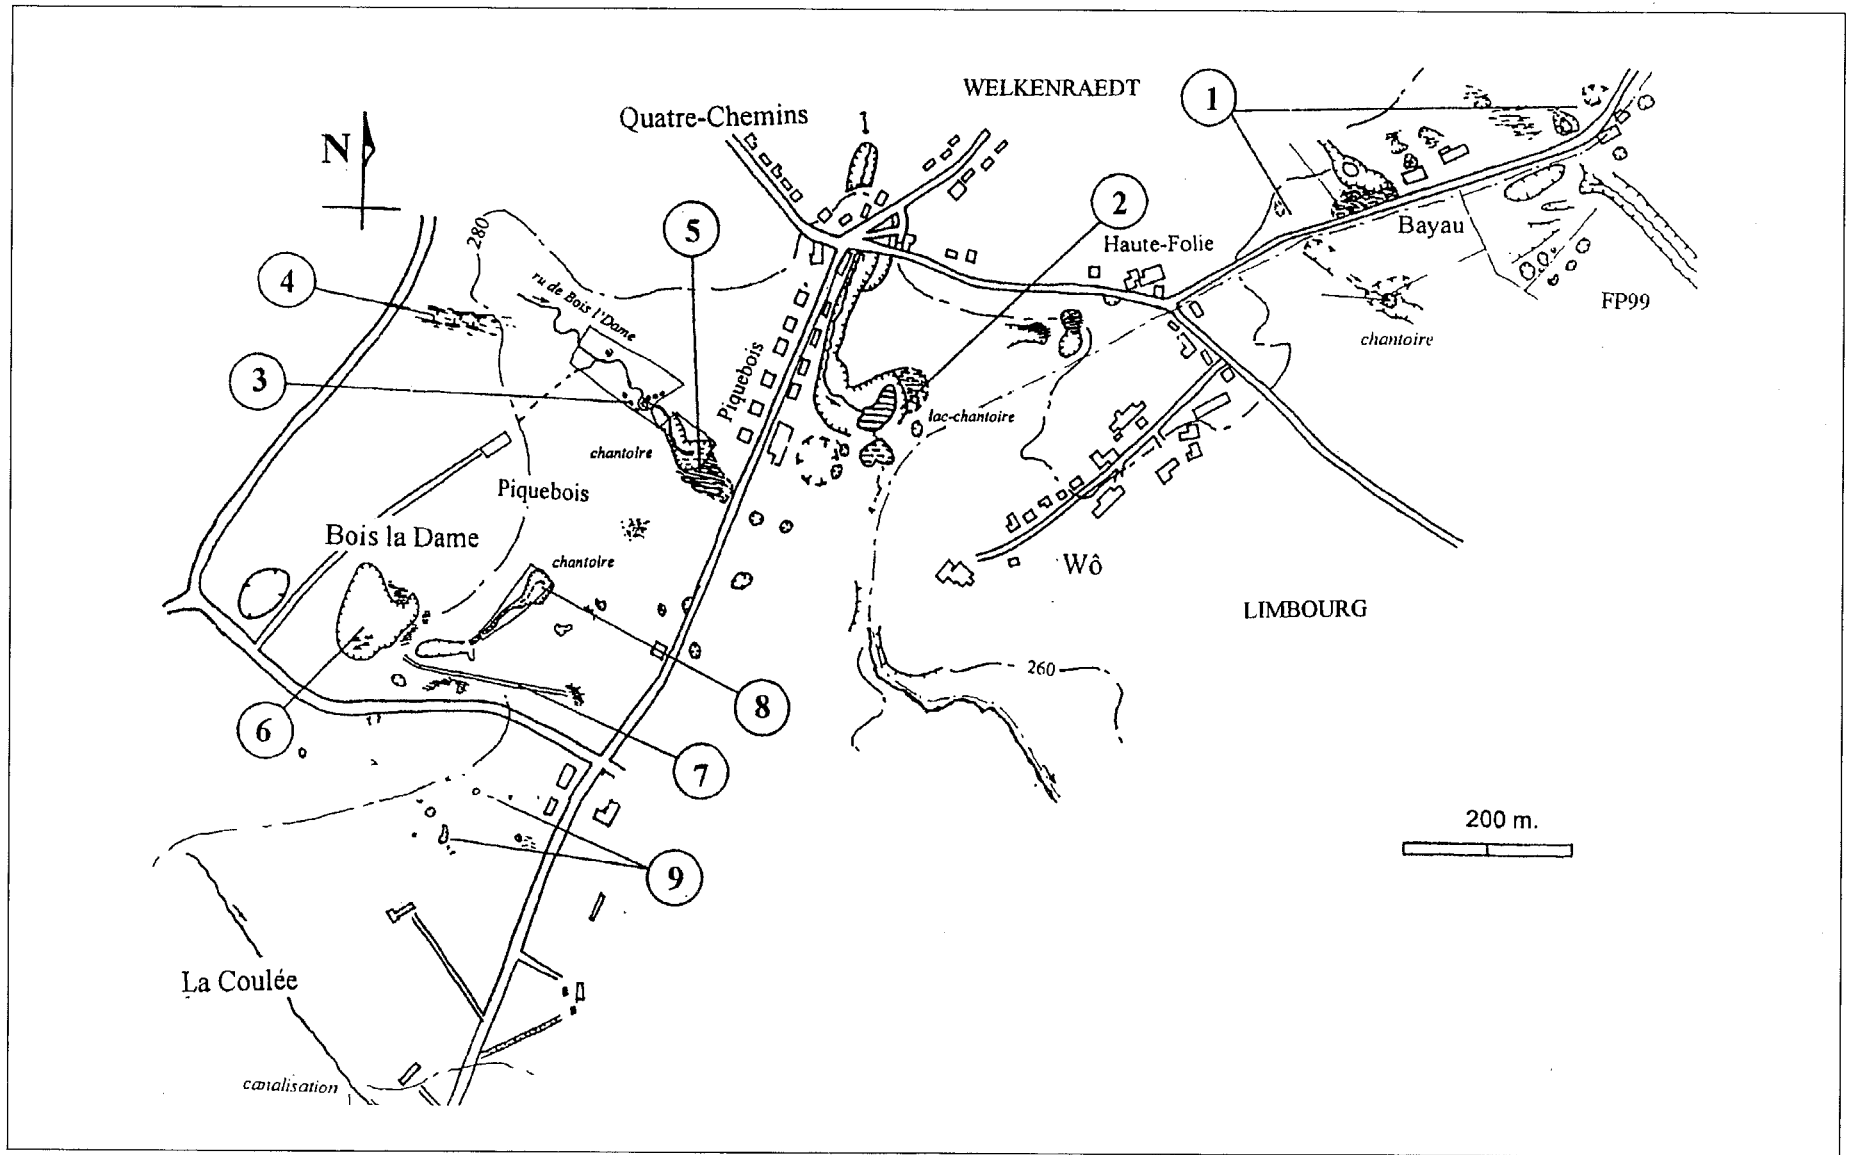 WELKENRAEDT
1
Quatre-Chemins
N
2
5
Haute-Folie
Bayau
280
4
ru de Bois l'Dame
FP99
chantoire
3
Piquebois
lac-chantoire
chantoire
Piquebois
Bois la Dame
chantoire
Wô
LIMBOURG
260
8
6
7
200 m.
9
La Coulée
canalisation